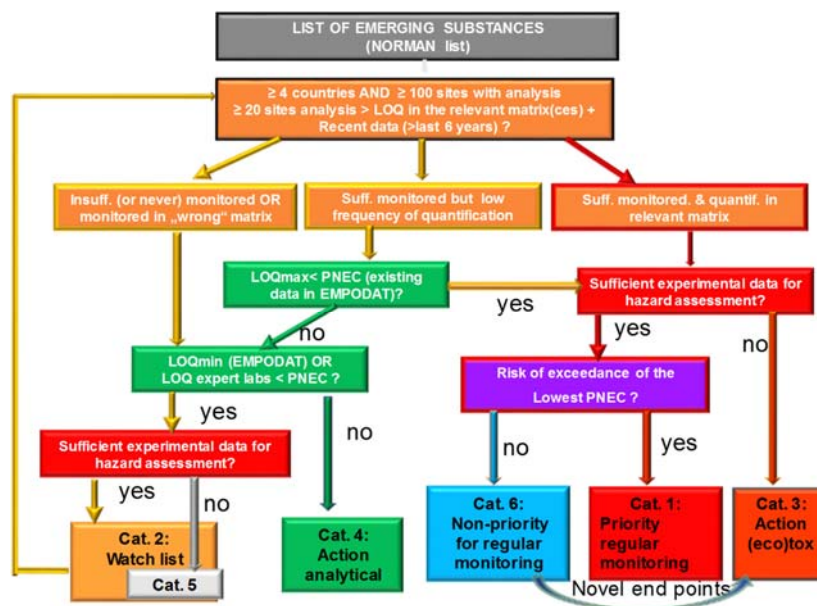 LIST OF EMERGING SUBSTANCES
(NORMAN list)
≥ 4 countries AND ≥ 100 sites with analysis
≥ 20 sites analysis > LOQ in the relevant matrix(ces) +
Recent data (>last 6 years) ?
Insuff. (or never) monitored OR
monitored in „wrong“ matrix
Suff. monitored but low
frequency of quantification
Suff. monitored. & quantif. in
relevant matrix
LOQmax< PNEC (existing
data in EMPODAT)?
yes
Sufficient experimental data for
hazard assessment?
no
yes
no
LOQmin (EMPODAT) OR
LOQ expert labs < PNEC ?
Risk of exceedance of the
Lowest PNEC ?
yes
no
no
yes
Sufficient experimental data for
hazard assessment?
yes
no
Cat. 2:
Watch list
Cat. 5
Cat. 4:
Action
analytical
Cat. 6:
Non-priority
for regular
monitoring
Cat. 1:
Priority
regular
monitoring
Cat. 3:
Action
(eco)tox
Novel end points